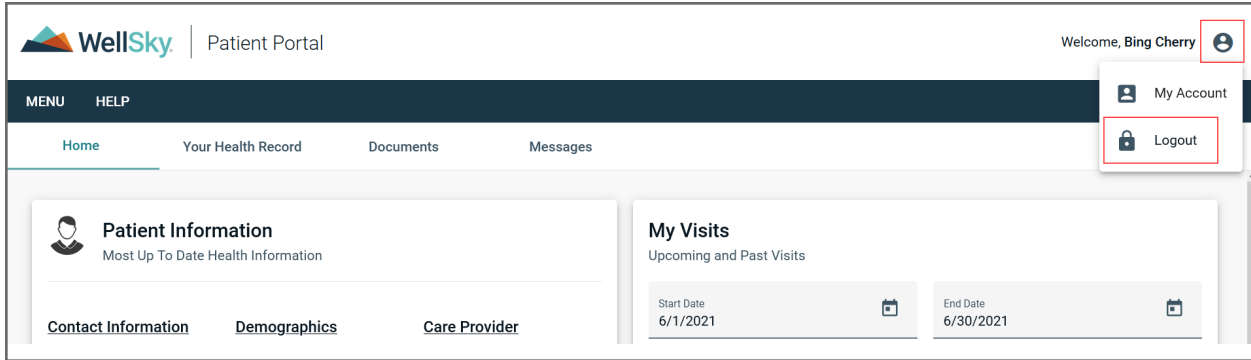 WellSky. Patient Portal
Welcome, Bing Cherry
My Account
Logout
MENU HELP
Home Your Health Record Documents Messages
Patient Information
Most Up To Date Health Information
Contact Information Demographics Care Provider
My Visits
Upcoming and Past Visits
Start Date
6/1/2021
End Date
6/30/2021